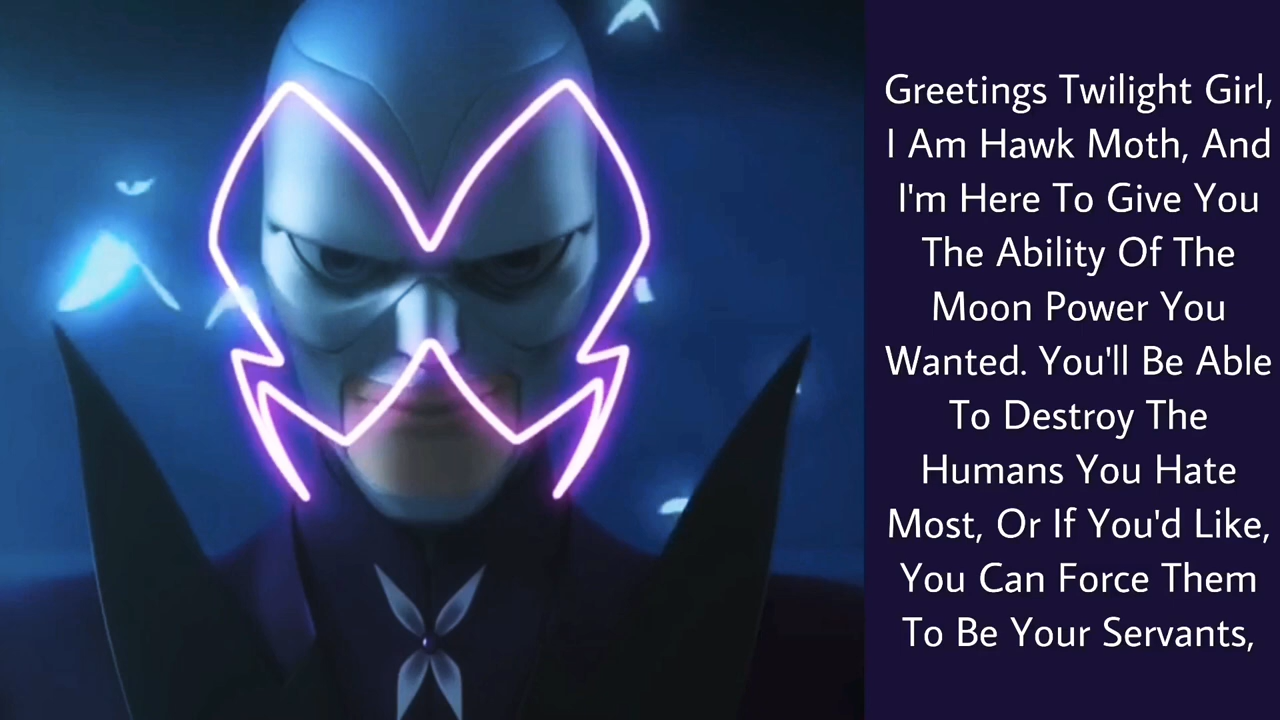 Greetings Twilight Girl,
I Am Hawk Moth, And
I'm Here To Give You
The Ability Of The
Moon Power You
Wanted. You'll Be Able
To Destroy The
Humans You Hate
Most, Or If You'd Like,
You Can Force Them
To Be Your Servants,